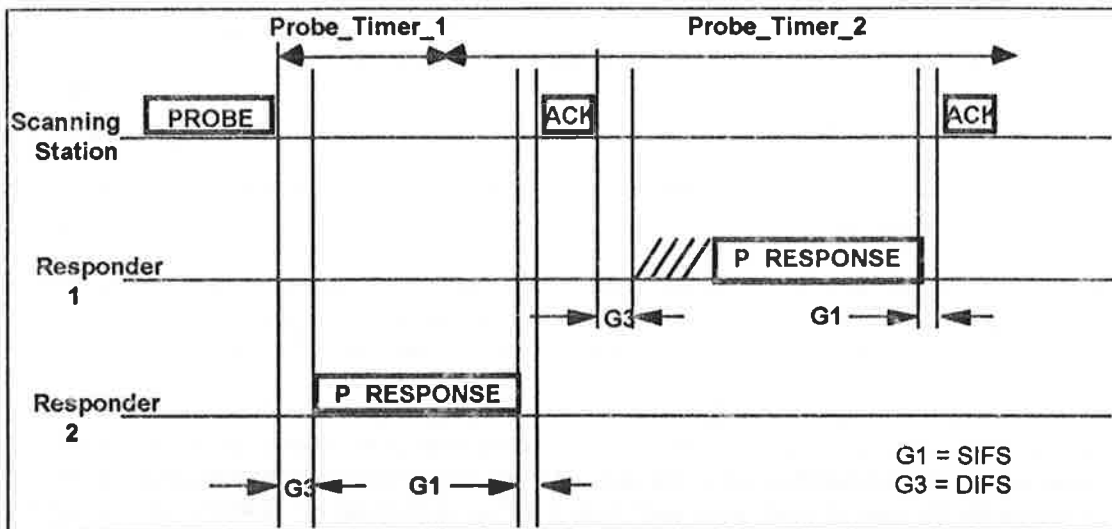 Probe_Timer_1 Probe_Timer_2
PROBE ACK ACK
Scanning
Station
P RESPONSE
Responder
1
G3 G1
P RESPONSE
Responder
2
G3 G1
G1 = SIFS
G3 = DIFS